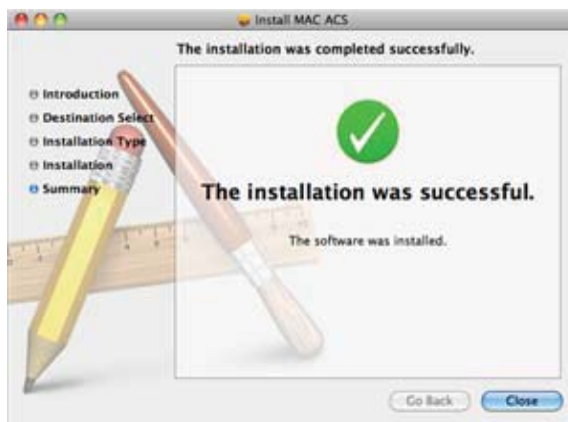 Install MAC ACS
The installation was completed successfully.
Introduction
Destination Select
Installation Type
Installation
Summary
The installation was successful.
The software was installed.
Go Back
Close